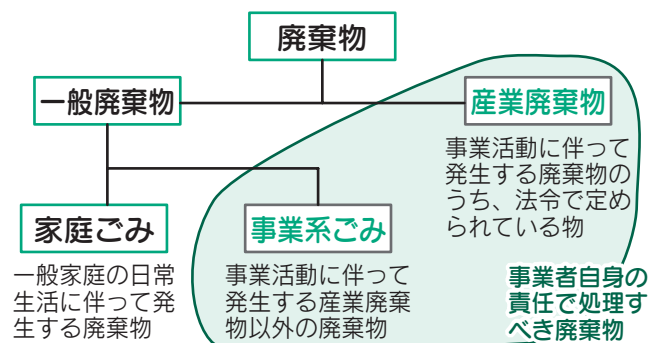 廃棄物
一般廃棄物
産業廃棄物
事業活動に伴って
発生する廃棄物の
うち、法令で定め
られている物
家庭ごみ
一般家庭の日常
生活に伴って発
生する廃棄物
事業系ごみ
事業活動に伴って
発生する産業廃棄
物以外の廃棄物
事業者自身の
責任で処理す
べき廃棄物